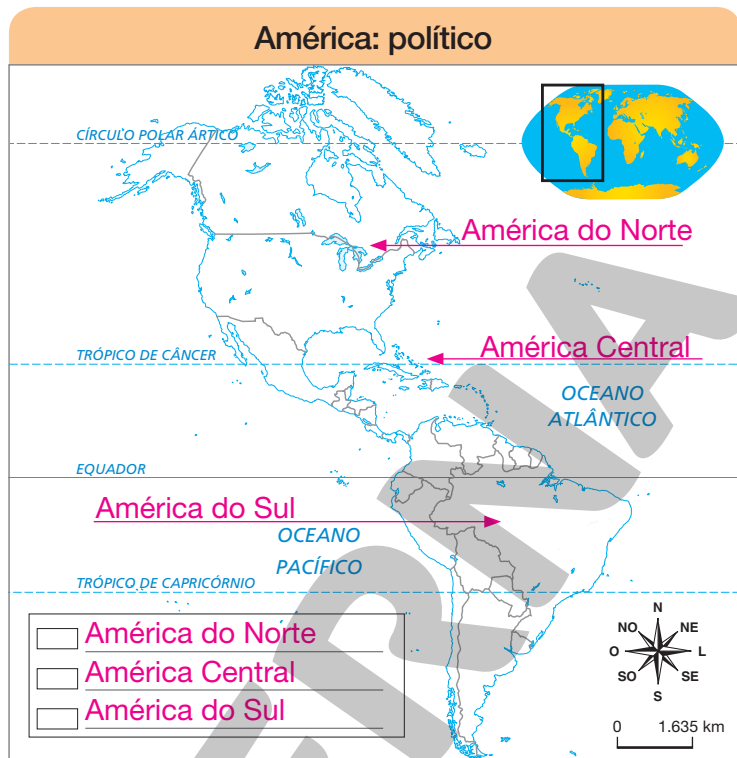 América: político
CÍRCULO POLAR ÁRTICO
América do Norte
América Central
TRÓPICO DE CÂNCER
OCEANO
ATLÂNTICO
EQUADOR
América do Sul
OCEANO
PACÍFICO
TRÓPICO DE CAPRICÓRNIO
América do Norte
América Central
América do Sul
N
NO NE
O L
SO SE
S
0 1.635 km